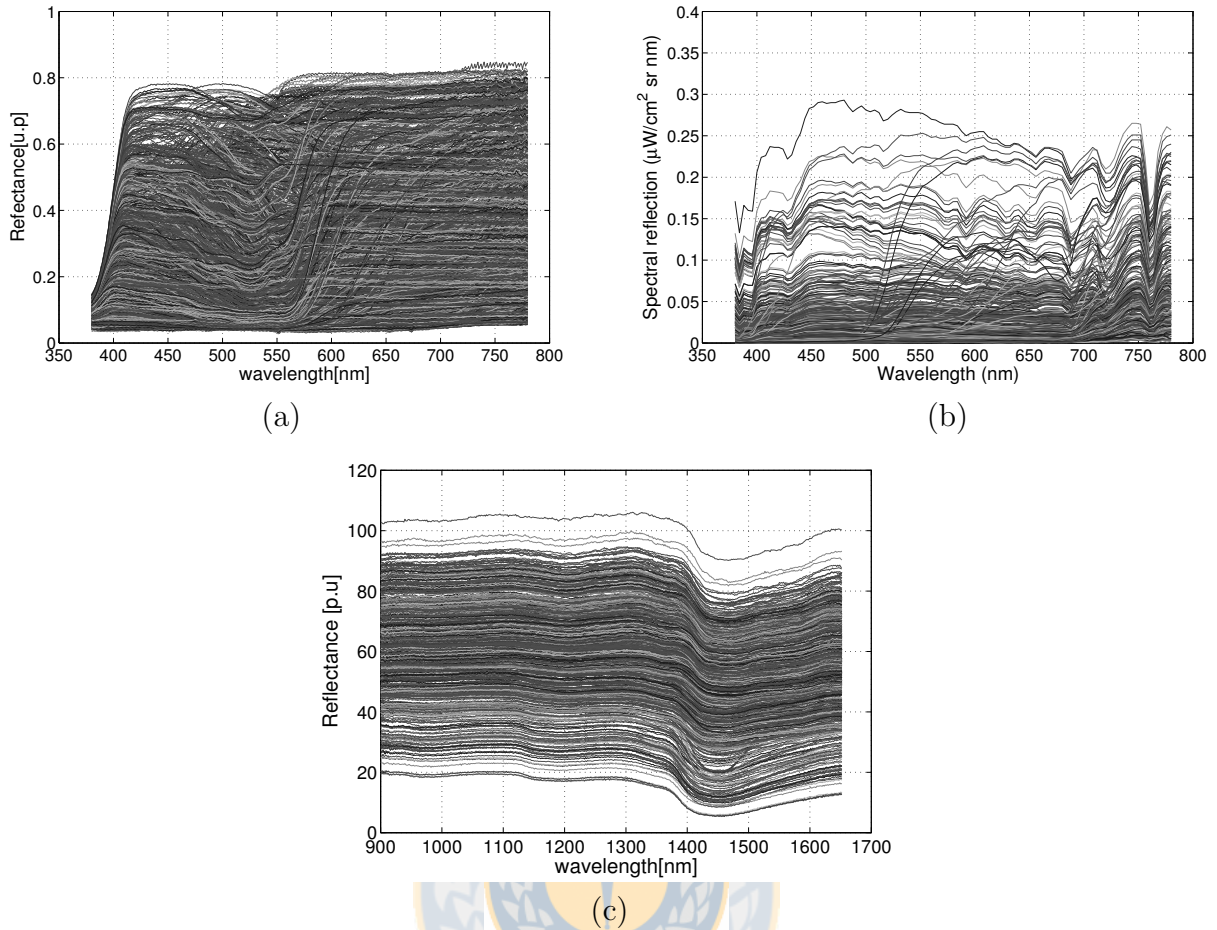 1
0.8
0.6
0.4
0.2
0
Refectance[u.p]
350 400 450 500 550 600 650 700 750 800
wavelength[nm]
(a)
0.4
0.35
0.3
0.25
0.2
0.15
0.1
0.05
0
Spectral reflection (μW/cm² sr nm)
350 400 450 500 550 600 650 700 750 800
Wavelength (nm)
(b)
120
100
80
60
40
20
0
Reflectance [p.u]
900 1000 1100 1200 1300 1400 1500 1600 1700
wavelength[nm]
(c)